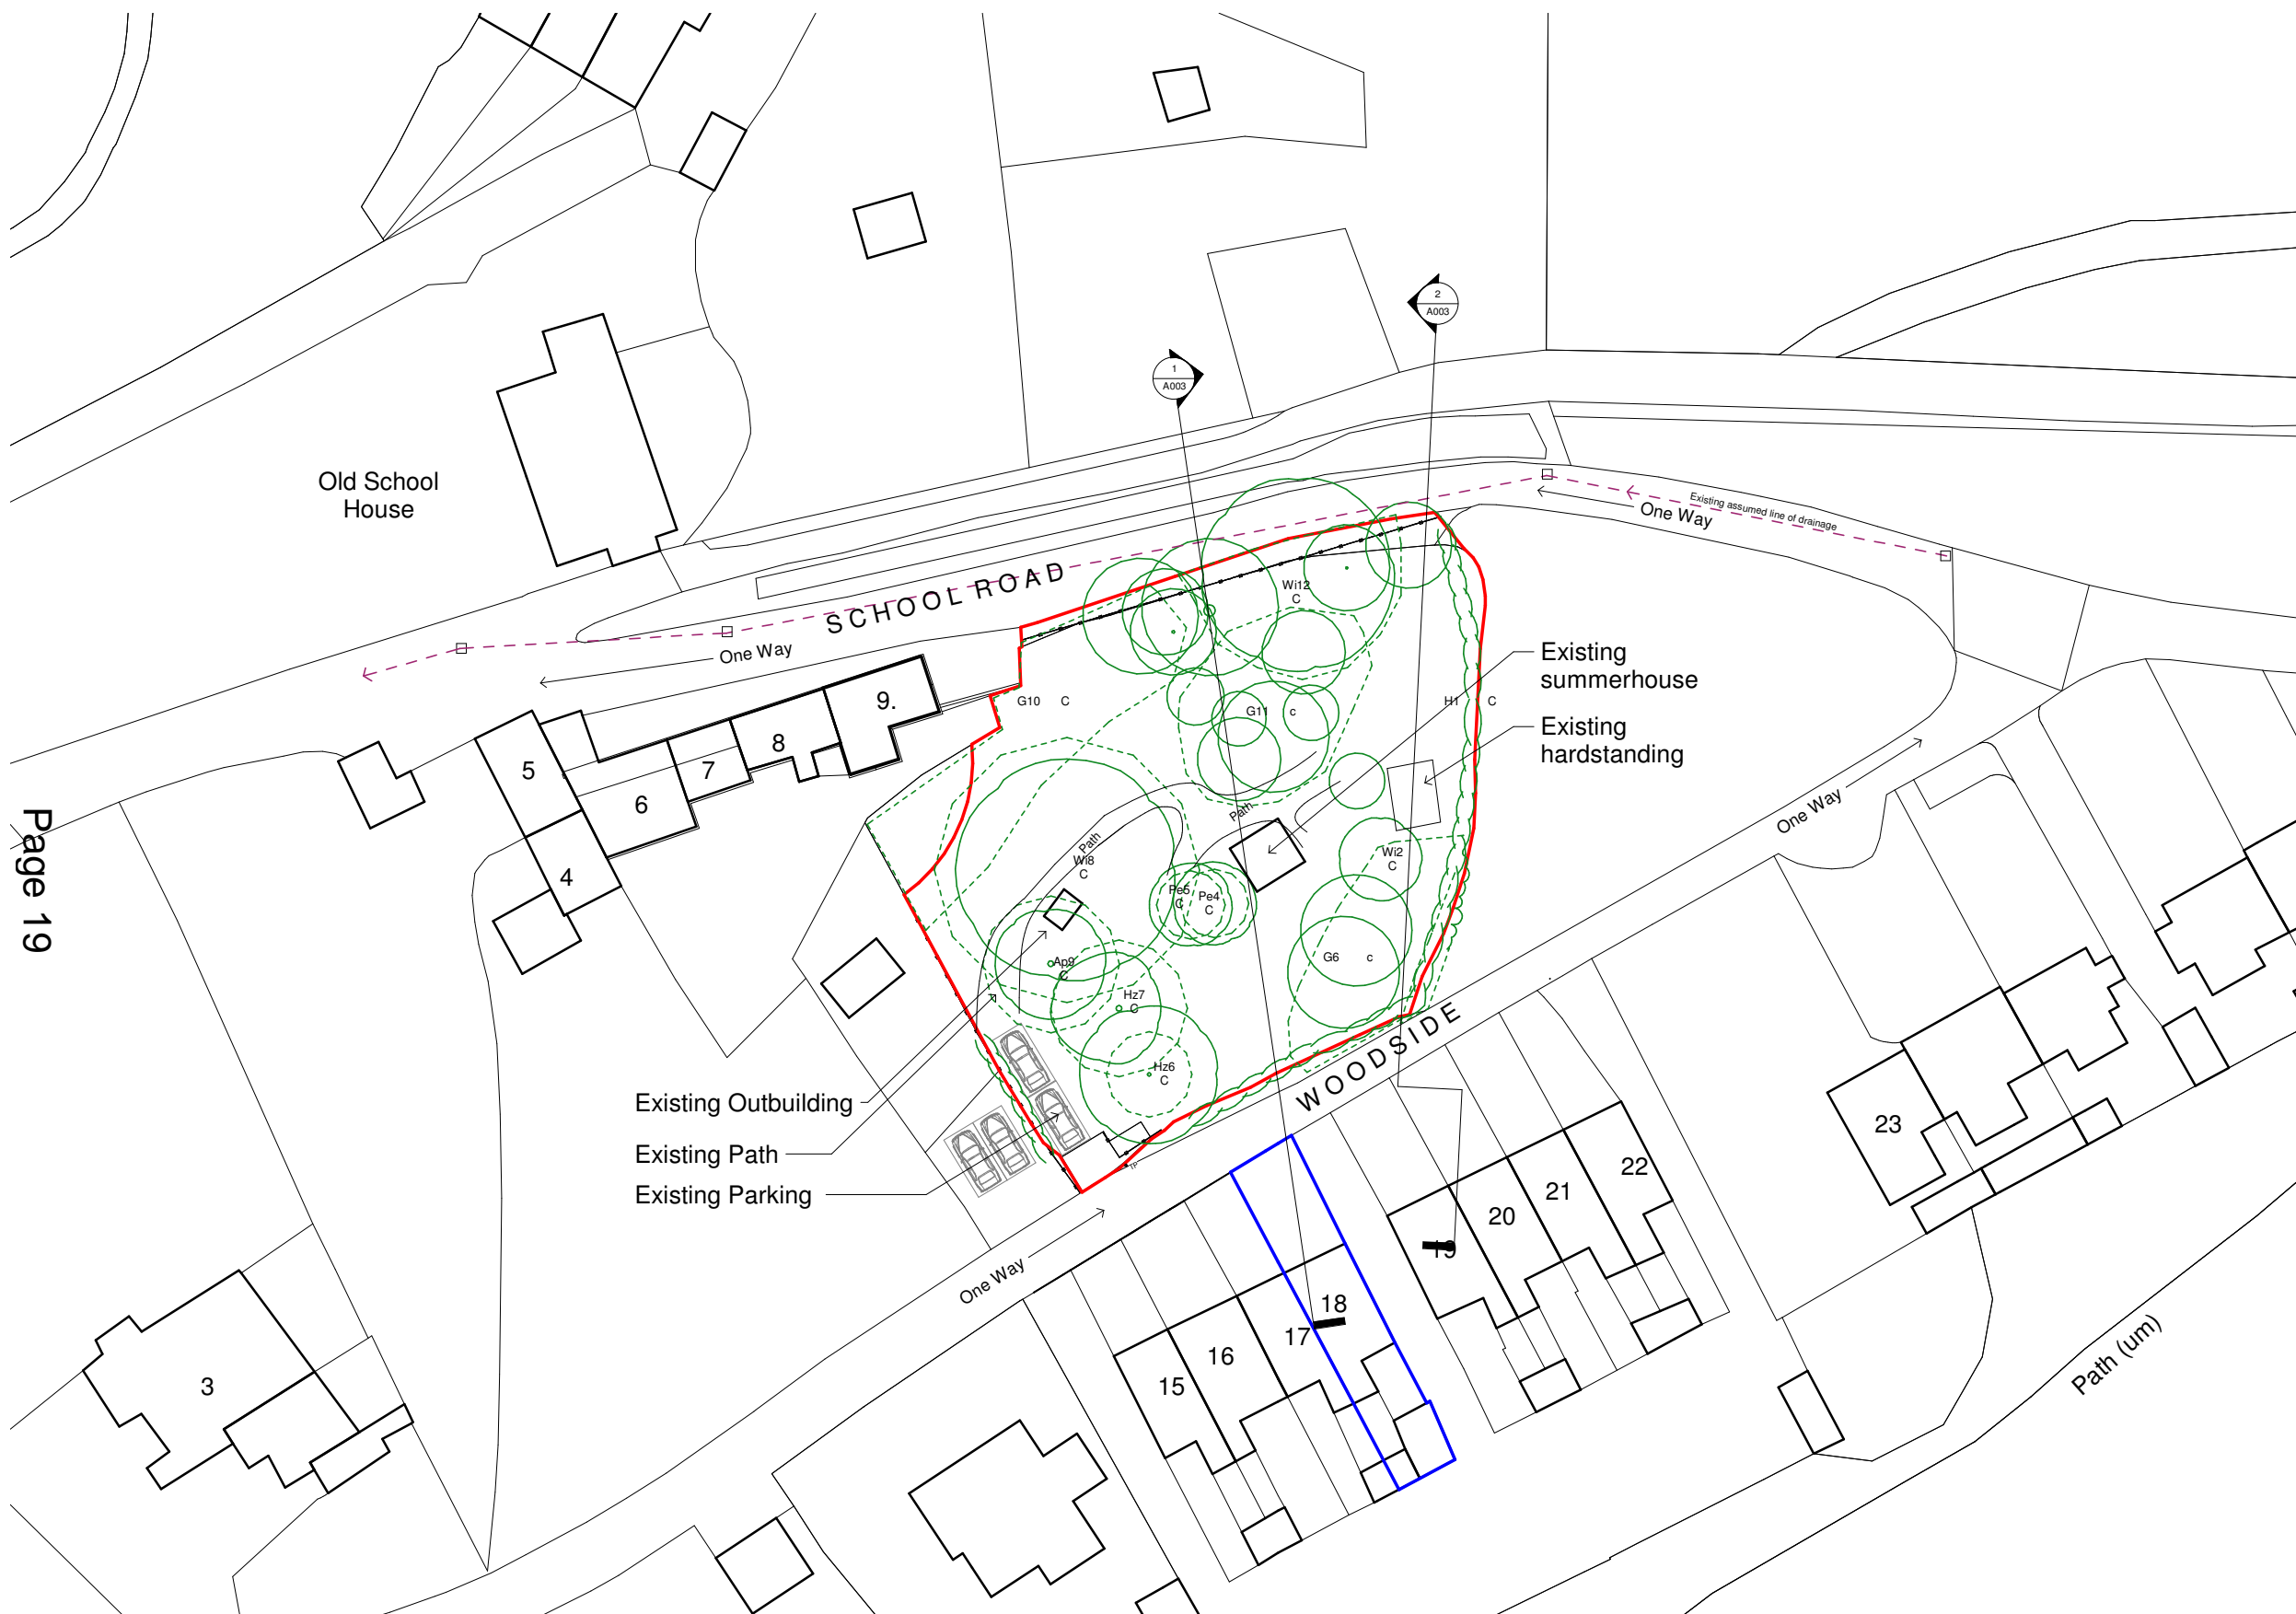 2
A003
1
A003
Old School
House
Existing assumed line of drainage
One Way
SCHOOL ROAD
Wi12
C
One Way
Existing
summerhouse
G10 C
H1 C
9.
G11 c
Existing
hardstanding
8
5
7
6
Page 19
Path
Path
One Way
Wi8
C
Wi2
C
4
Pe5
C
Pe4
C
Ap9
C
G6 c
Hz7
C
WOODSIDE
Hz6
C
Existing Outbuilding
23
Existing Path
TP
22
Existing Parking
21
20
19
One Way
18
17
16
15
3
Path (um)